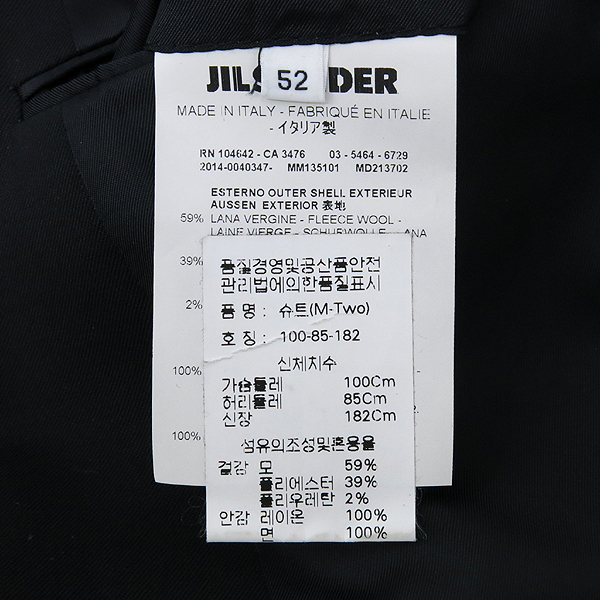 52
MADE IN ITALY - FABRIQUÉ EN ITALIE
- イタリア製
RN 104642 - CA 3476 03 - 5464 - 6729
2014-0040347- MM135101 MD213702
ESTERNO OUTER SHELL EXTERIEUR
AUSSEN EXTERIOR 表地
59% LANA VERGINE - FLEECE WOOL -
LAINE VIERGE - SCHURWOLLE - ANA
39%
2%
100%
100%
품질경영및공산품안전
관리법에의한품질표시
품 명 : 슈트(M-Two)
호 칭 : 100-85-182
신체치수
가슴둘레 100Cm
허리둘레 85Cm
신장 182Cm
섬유의조성및혼용율
겉감 모 59%
폴리에스터 39%
폴리우레탄 2%
안감 레이온 100%
면 100%